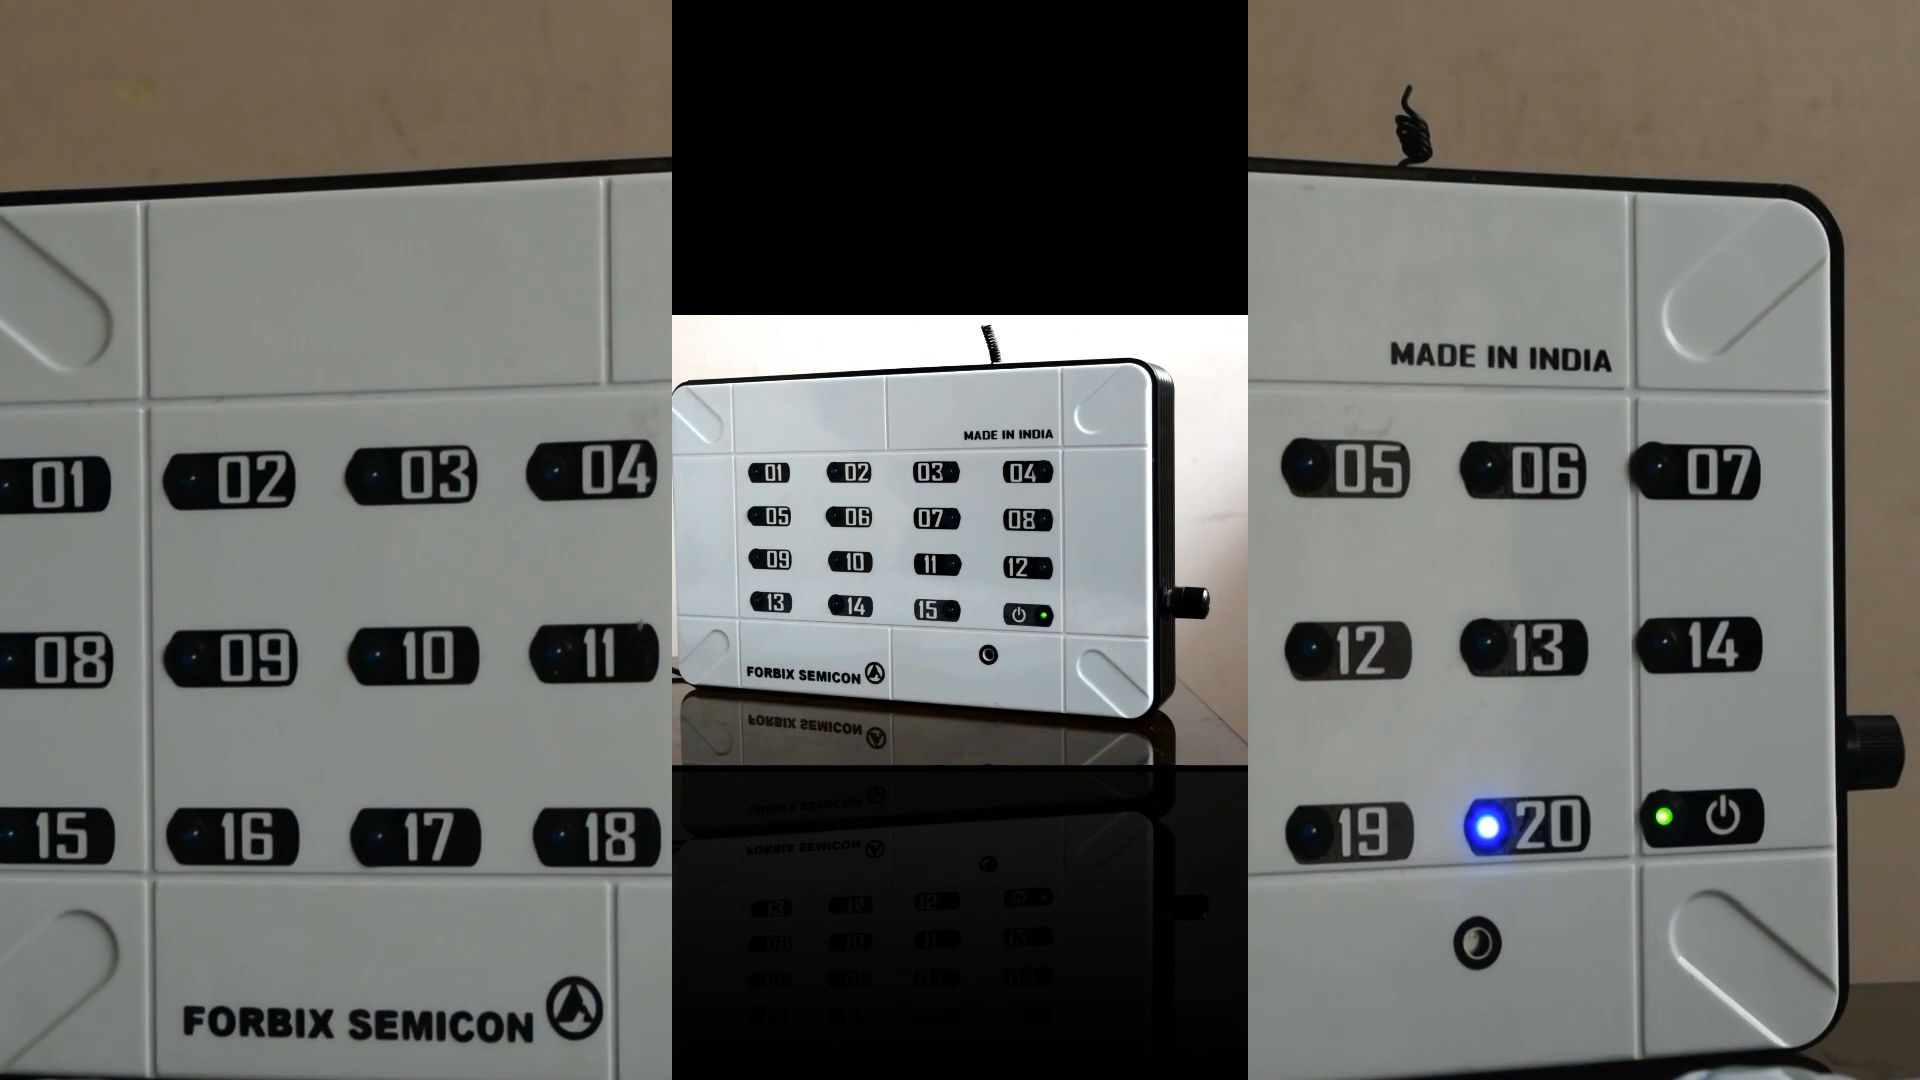 01 02 03 04
08 09 10 11
15 16 17 18
FORBIX SEMICON
MADE IN INDIA
01 02 03 04
05 06 07 08
09 10 11 12
13 14 15
FORBIX SEMICON
MADE IN INDIA
05 06 07
12 13 14
19 20